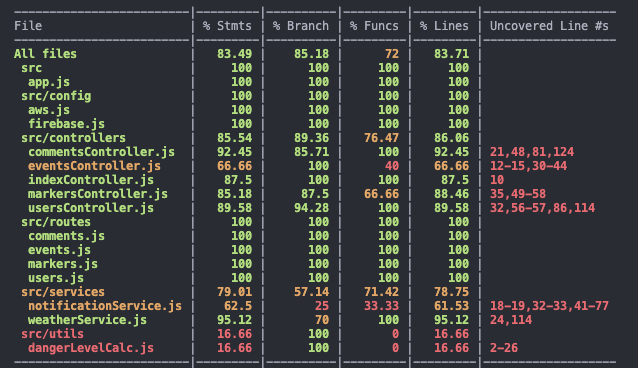 File | % Stmts | % Branch | % Funcs | % Lines | Uncovered Line #s
All files | 83.49 | 85.18 | 72 | 83.71 |
src | 100 | 100 | 100 | 100 |
app.js | 100 | 100 | 100 | 100 |
src/config | 100 | 100 | 100 | 100 |
aws.js | 100 | 100 | 100 | 100 |
firebase.js | 100 | 100 | 100 | 100 |
src/controllers | 85.54 | 89.36 | 76.47 | 86.06 |
commentsController.js | 92.45 | 85.71 | 100 | 92.45 | 21,48,81,124
eventsController.js | 66.66 | 100 | 40 | 66.66 | 12-15,30-44
indexController.js | 87.5 | 100 | 100 | 87.5 | 10
markersController.js | 85.18 | 87.5 | 66.66 | 88.46 | 35,49-58
usersController.js | 89.58 | 94.28 | 100 | 89.58 | 32,56-57,86,114
src/routes | 100 | 100 | 100 | 100 |
comments.js | 100 | 100 | 100 | 100 |
events.js | 100 | 100 | 100 | 100 |
markers.js | 100 | 100 | 100 | 100 |
users.js | 100 | 100 | 100 | 100 |
src/services | 79.01 | 57.14 | 71.42 | 78.75 |
notificationService.js | 62.5 | 25 | 33.33 | 61.53 | 18-19,32-33,41-77
weatherService.js | 95.12 | 70 | 100 | 95.12 | 24,114
src/utils | 16.66 | 100 | 0 | 16.66 |
dangerLevelCalc.js | 16.66 | 100 | 0 | 16.66 | 2-26